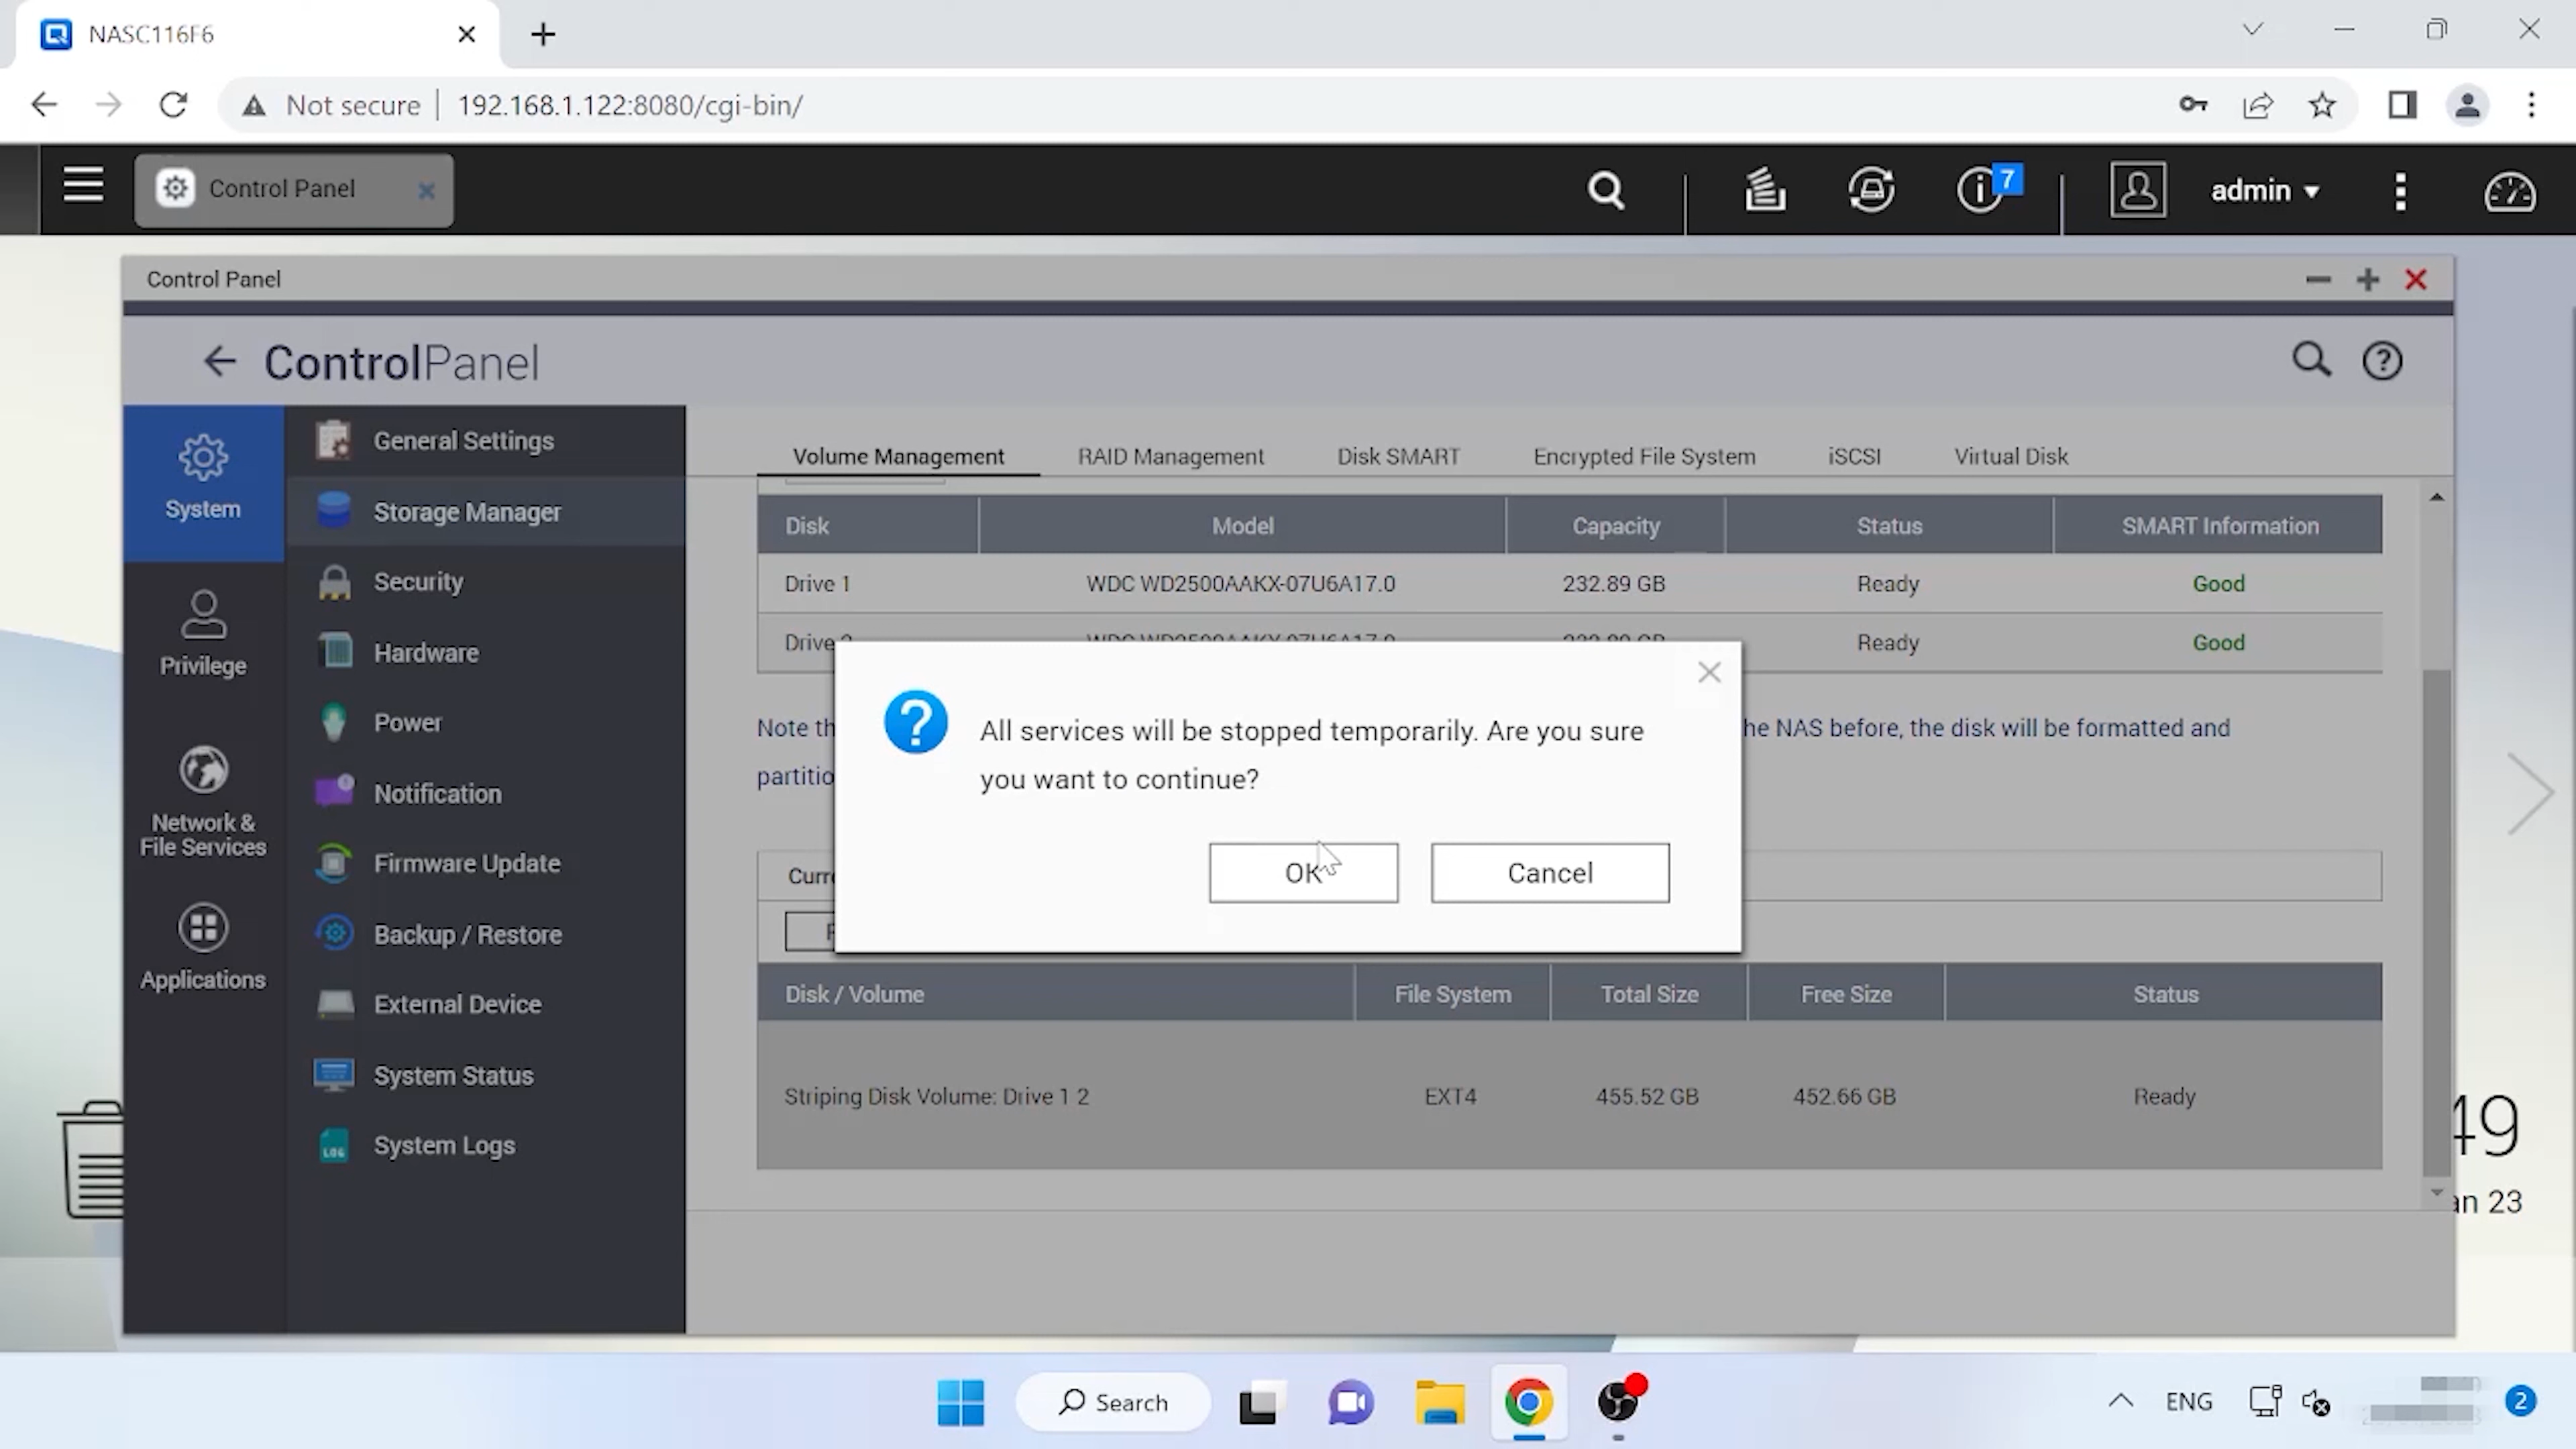 NASC116F6
Not secure
192.168.1.122:8080/cgi-bin/
Control Panel
7
admin
Control Panel
ControlPanel
System
Privilege
Network &
File Services
Applications
General Settings
Storage Manager
Security
Hardware
Power
Notification
Firmware Update
Backup / Restore
External Device
System Status
LOG
System Logs
Volume Management
RAID Management
Disk SMART
Encrypted File System
iSCSI
Virtual Disk
Disk
Model
Capacity
Status
SMART Information
Drive 1
WDC WD2500AAKX-07U6A17.0
232.89 GB
Ready
Good
Drive
Ready
Good
Note
NAS before, the disk will be formatted and
All services will be stopped temporarily. Are you sure
you want to continue?
OK
Cancel
Disk / Volume
File System
Total Size
Free Size
Status
Striping Disk Volume: Drive 1 2
EXT4
455.52 GB
452.66 GB
Ready
49
23
Search
ENG
2